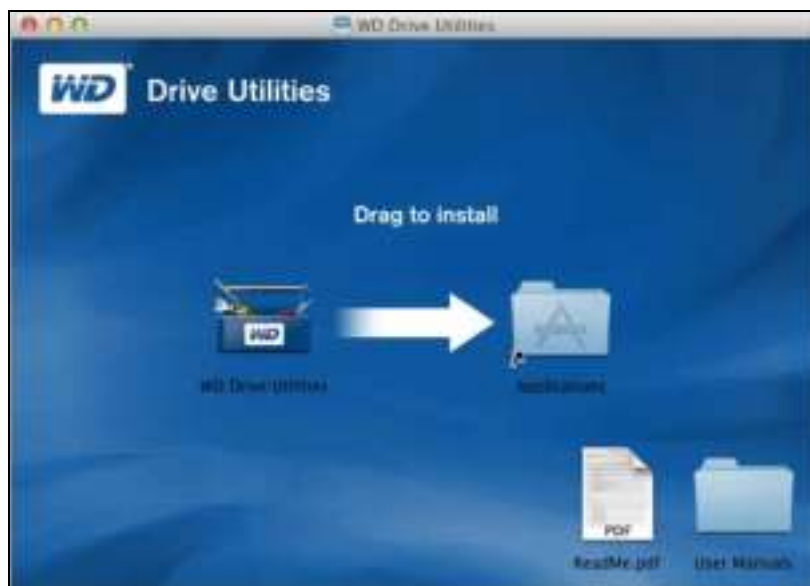 WD Drive Utilities
WD Drive Utilities
Drag to install
WD
WD Drive Utilities
Applications
PDF
ReadMe.pdf
User Manuals